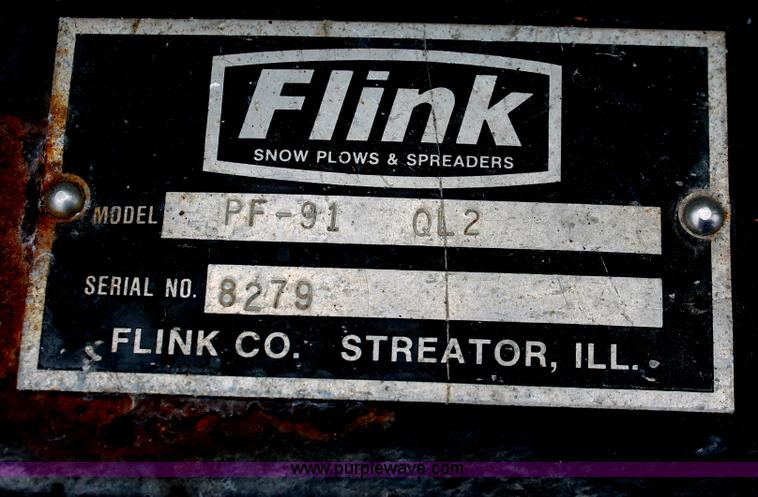 Flink
SNOW PLOWS & SPREADERS
MODEL PF-91 QL2
SERIAL NO. 8279
FLINK CO. STREATOR, ILL.
www.purplewave.com